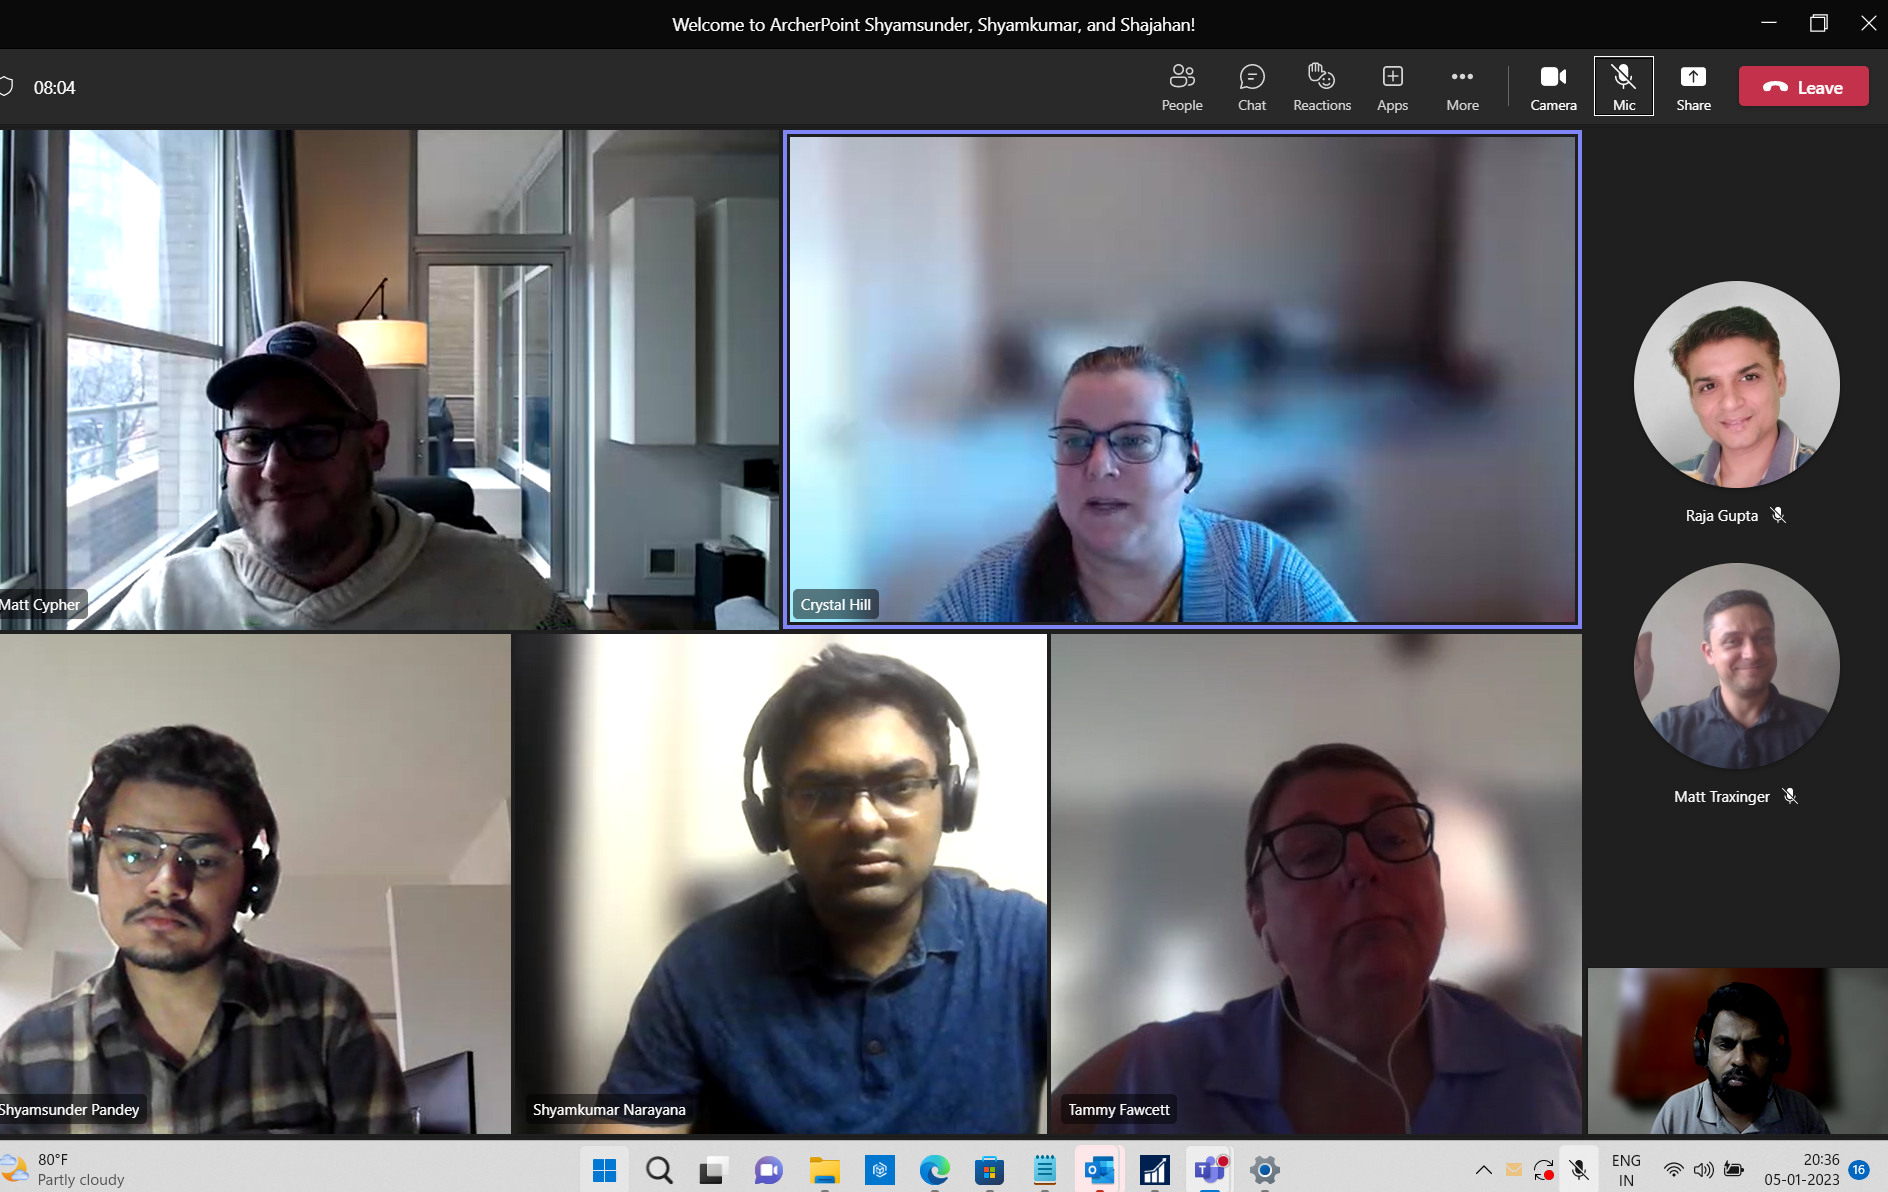 Welcome to ArcherPoint Shyamsunder, Shyamkumar, and Shajahan!
08:04
People
Chat
Reactions
Apps
More
Camera
Mic
Share
Leave
Matt Cypher
Crystal Hill
Raja Gupta
Matt Traxinger
Shyamsunder Pandey
Shyamkumar Narayana
Tammy Fawcett
80°F
Partly cloudy
ENG
IN
20:36
05-01-2023
16